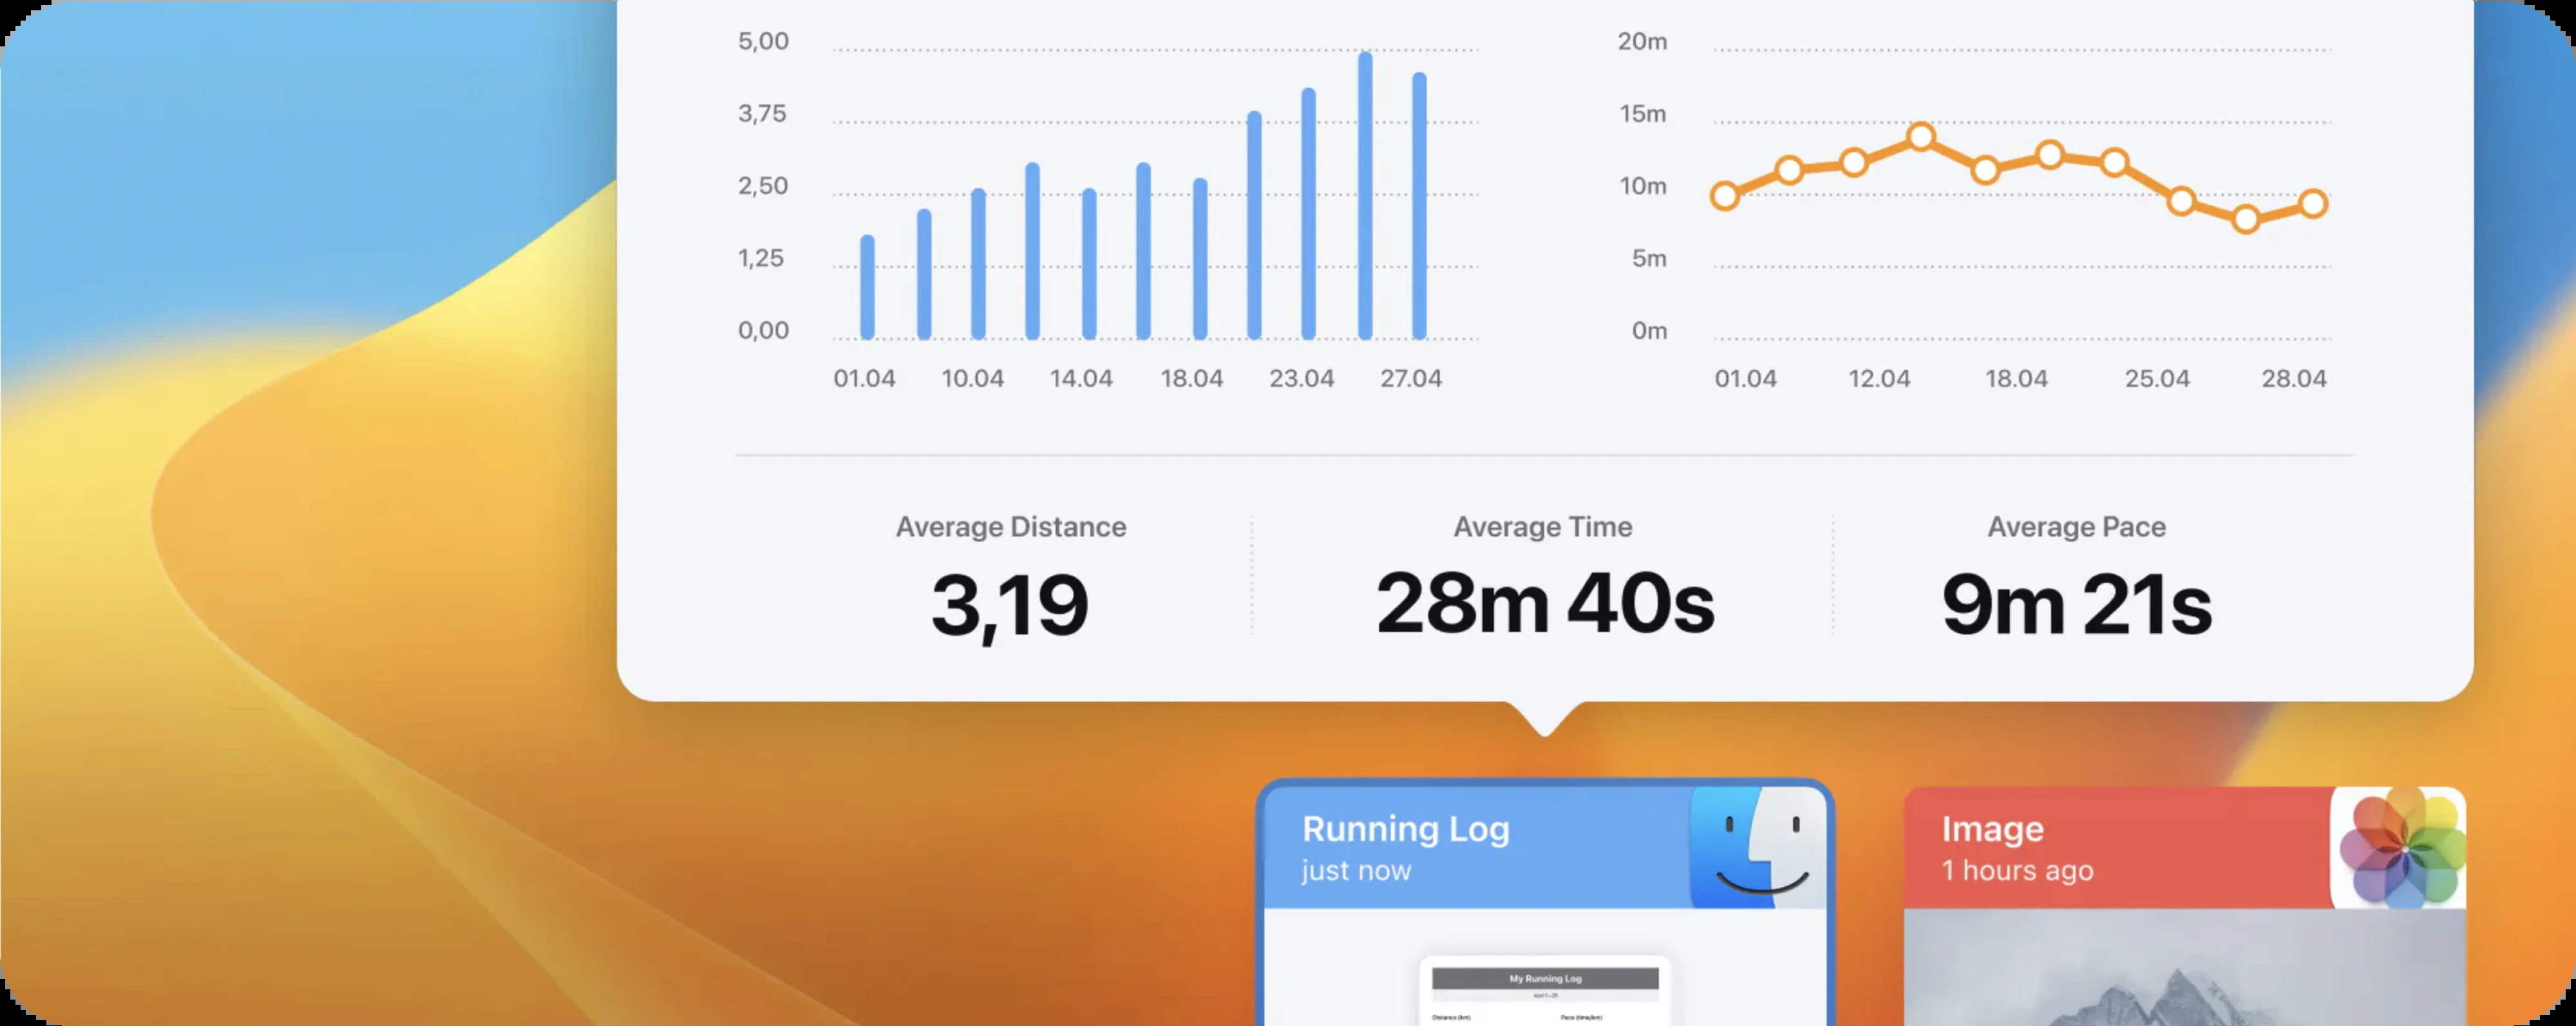 5,00
3,75
2,50
1,25
0,00
01.04 10.04 14.04 18.04 23.04 27.04
20m
15m
10m
5m
0m
01.04 12.04 18.04 25.04 28.04
Average Distance
3,19
Average Time
28m 40s
Average Pace
9m 21s
Running Log
just now
My Running Log
Distance (km)
Pace (time/km)
Image
1 hours ago